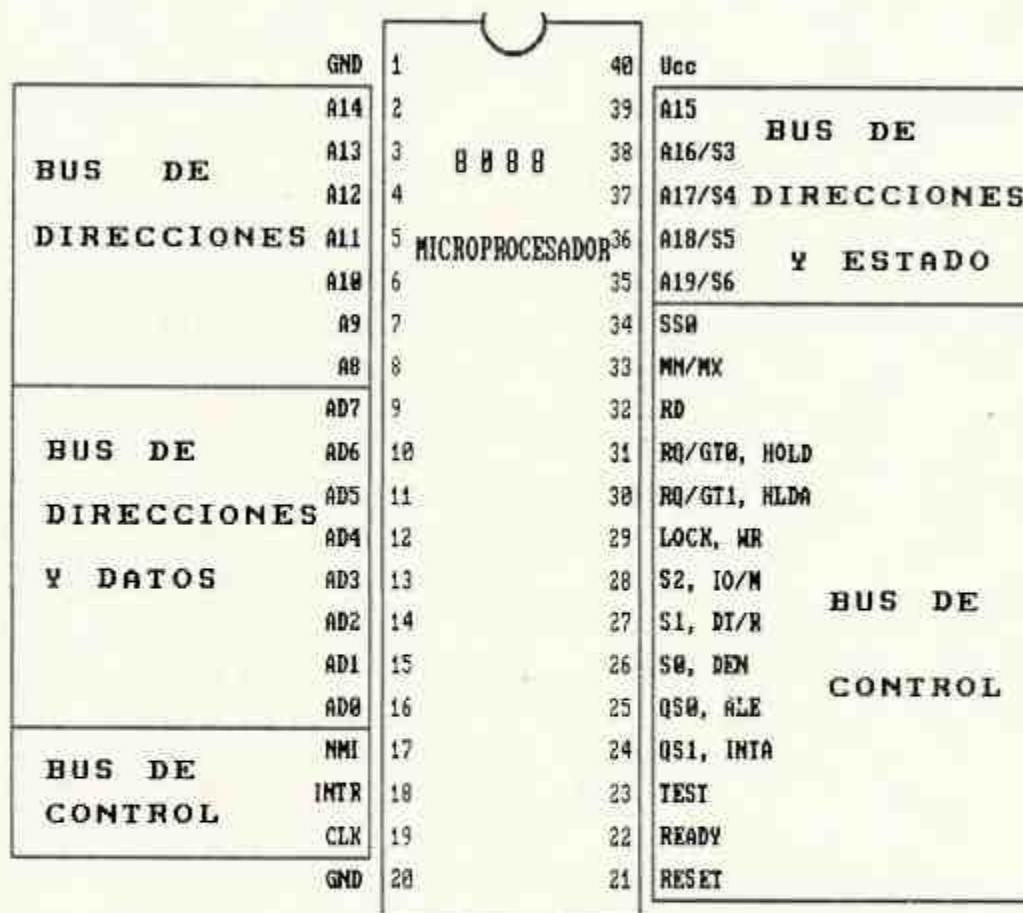 GND 1 40 Vcc
A14 2 39 A15
A13 3 38 A16/S3
A12 4 37 A17/S4
A11 5 36 A18/S5
A10 6 35 A19/S6
A9 7 34 SS0
A8 8 33 MN/MX
AD7 9 32 RD
AD6 10 31 RQ/GT0, HOLD
AD5 11 30 RQ/GT1, HLDA
AD4 12 29 LOCK, WR
AD3 13 28 S2, IO/M
AD2 14 27 S1, DT/R
AD1 15 26 S0, DEN
AD0 16 25 QS0, ALE
NMI 17 24 QS1, INTA
INTR 18 23 TEST
CLK 19 22 READY
GND 20 21 RESET
8088
MICROPROCESADOR
BUS DE
DIRECCIONES
BUS DE
DIRECCIONES
Y DATOS
BUS DE
CONTROL
BUS DE
DIRECCIONES
Y ESTADO
BUS DE
CONTROL